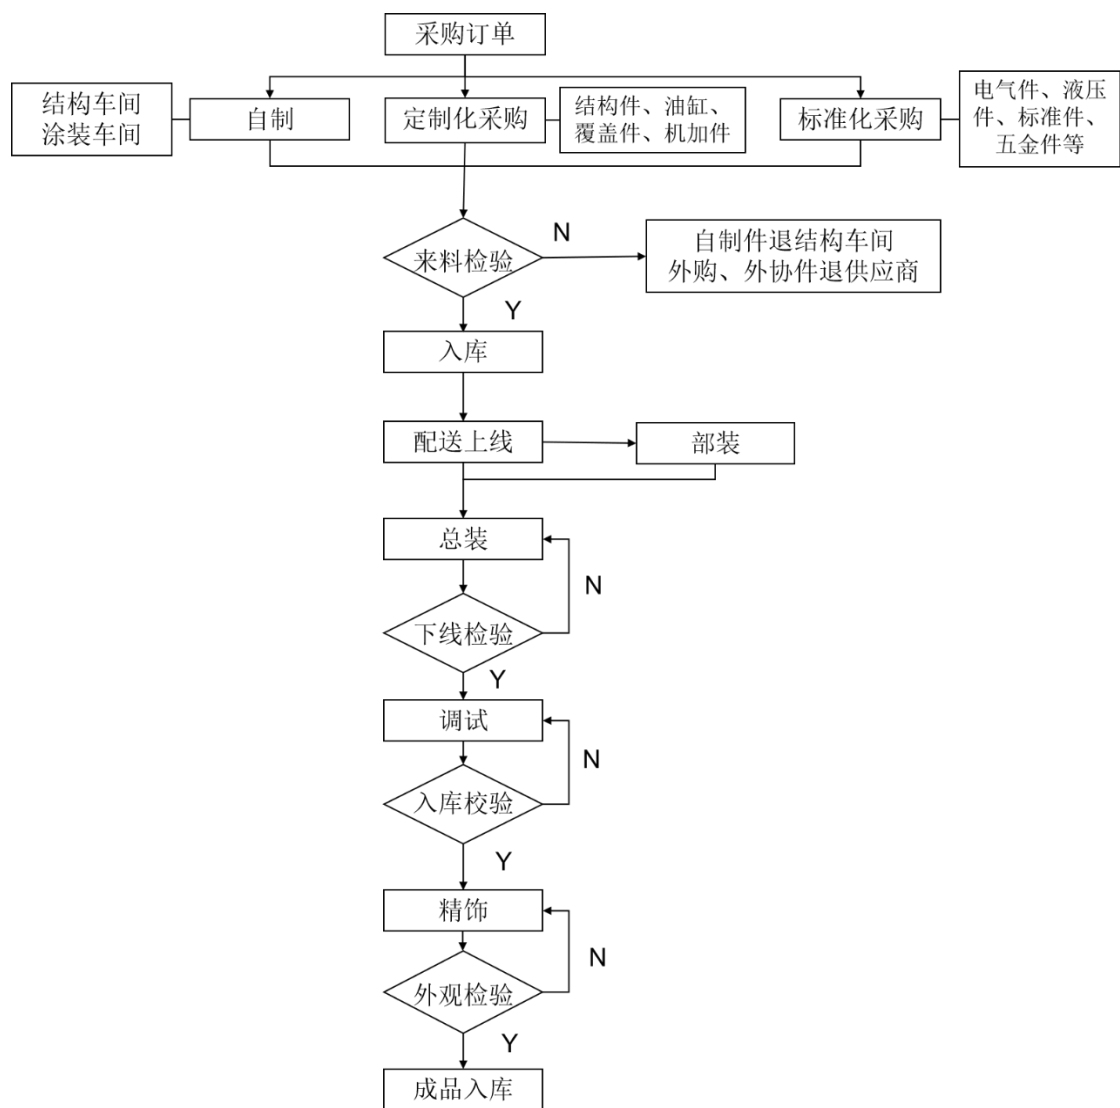 采购订单
结构车间
涂装车间
自制
定制化采购
结构件、油缸、
覆盖件、机加件
标准化采购
电气件、液压
件、标准件、
五金件等
来料检验
N
自制件退结构车间
外购、外协件退供应商
Y
入库
配送上线
部装
总装
N
下线检验
Y
调试
N
入库校验
Y
精饰
N
外观检验
Y
成品入库